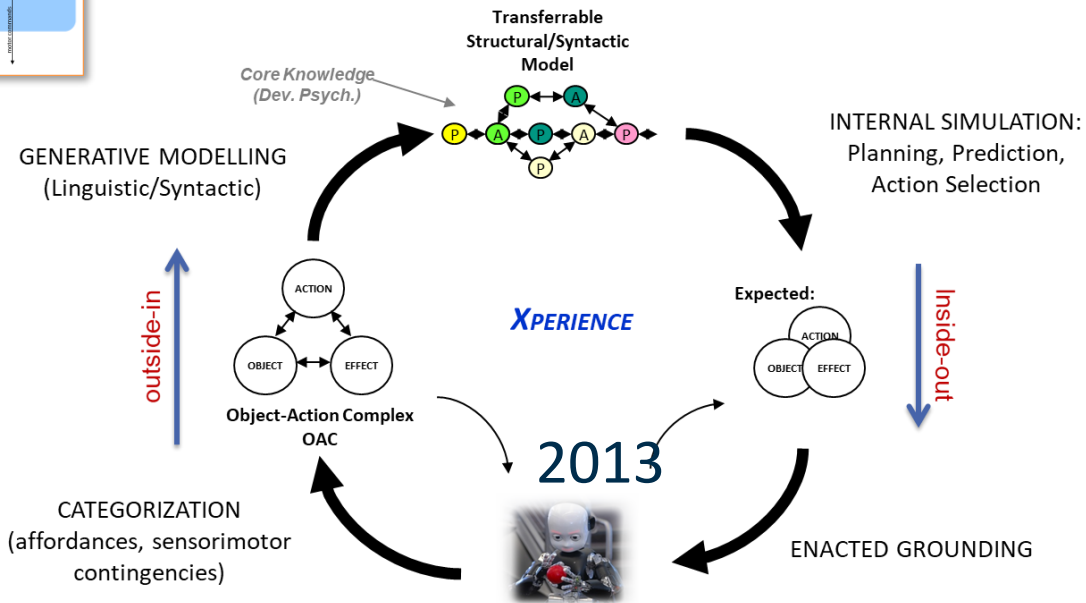 motor commands
Transferrable
Structural/Syntactic
Model
Core Knowledge
(Dev. Psych.)
P
A
P
A
P
A
P
P
GENERATIVE MODELLING
(Linguistic/Syntactic)
INTERNAL SIMULATION:
Planning, Prediction,
Action Selection
outside-in
ACTION
OBJECT
EFFECT
Object-Action Complex
OAC
XPERIENCE
Expected:
ACTION
OBJECT
EFFECT
Inside-out
2013
CATEGORIZATION
(affordances, sensorimotor
contingencies)
ENACTED GROUNDING